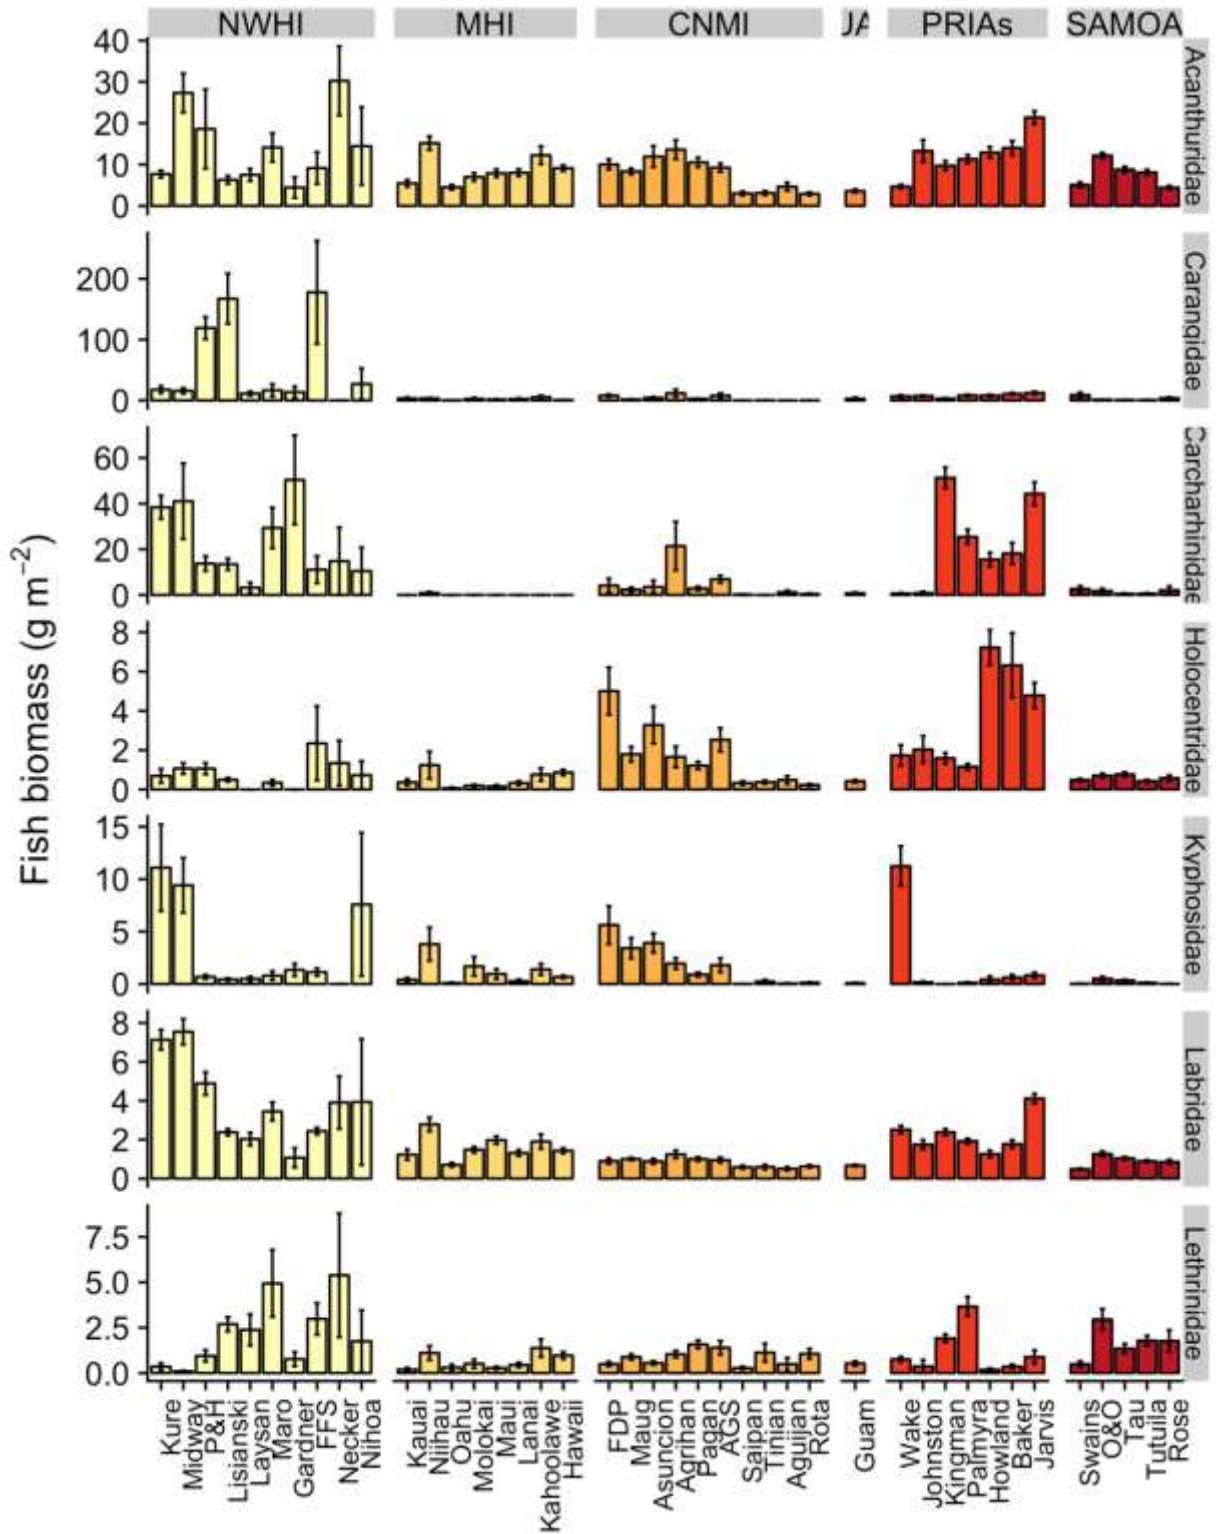 NWHI MHI CNMI JA PRIAs SAMOA
40
30
20
10
0
Acanthuridae
200
100
0
Carangidae
60
40
20
0
Carcharhinidae
8
6
4
2
0
Holocentridae
15
10
5
0
Kyphosidae
8
6
4
2
0
Labridae
7.5
5.0
2.5
0.0
Lethrinidae
Fish biomass (g m⁻²)
Kure
Midway
P&H
Lisianski
Laysan
Maro
Gardner
FFS
Necker
Nihoa
Kauai
Niihau
Oahu
Molokai
Maui
Lanai
Kahoolawe
Hawaii
FDP
Maug
Asuncion
Agrihan
Pagan
AGS
Saipan
Tinian
Aguijan
Rota
Guam
Wake
Johnston
Kingman
Palmyra
Howland
Baker
Jarvis
Swains
O&O
Tau
Tutuila
Rose